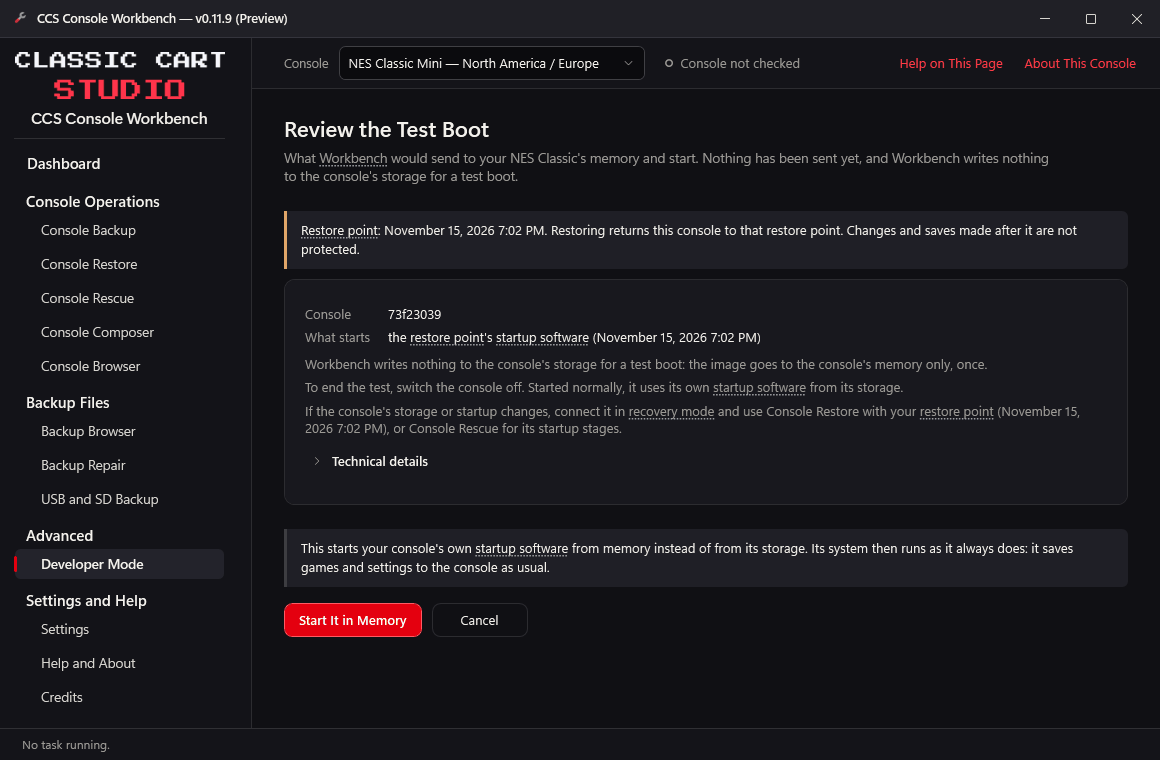 CCS Console Workbench — v0.11.9 (Preview)
CLASSIC CART
STUDIO
CCS Console Workbench
Dashboard
Console Operations
Console Backup
Console Restore
Console Rescue
Console Composer
Console Browser
Backup Files
Backup Browser
Backup Repair
USB and SD Backup
Advanced
Developer Mode
Settings and Help
Settings
Help and About
Credits
Console
NES Classic Mini — North America / Europe
Console not checked
Help on This Page
About This Console
Review the Test Boot
What Workbench would send to your NES Classic's memory and start. Nothing has been sent yet, and Workbench writes nothing
to the console's storage for a test boot.
Restore point: November 15, 2026 7:02 PM. Restoring returns this console to that restore point. Changes and saves made after it are not
protected.
Console 73f23039
What starts the restore point's startup software (November 15, 2026 7:02 PM)
Workbench writes nothing to the console's storage for a test boot: the image goes to the console's memory only, once.
To end the test, switch the console off. Started normally, it uses its own startup software from its storage.
If the console's storage or startup changes, connect it in recovery mode and use Console Restore with your restore point (November 15,
2026 7:02 PM), or Console Rescue for its startup stages.
Technical details
This starts your console's own startup software from memory instead of from its storage. Its system then runs as it always does: it saves
games and settings to the console as usual.
Start It in Memory
Cancel
No task running.